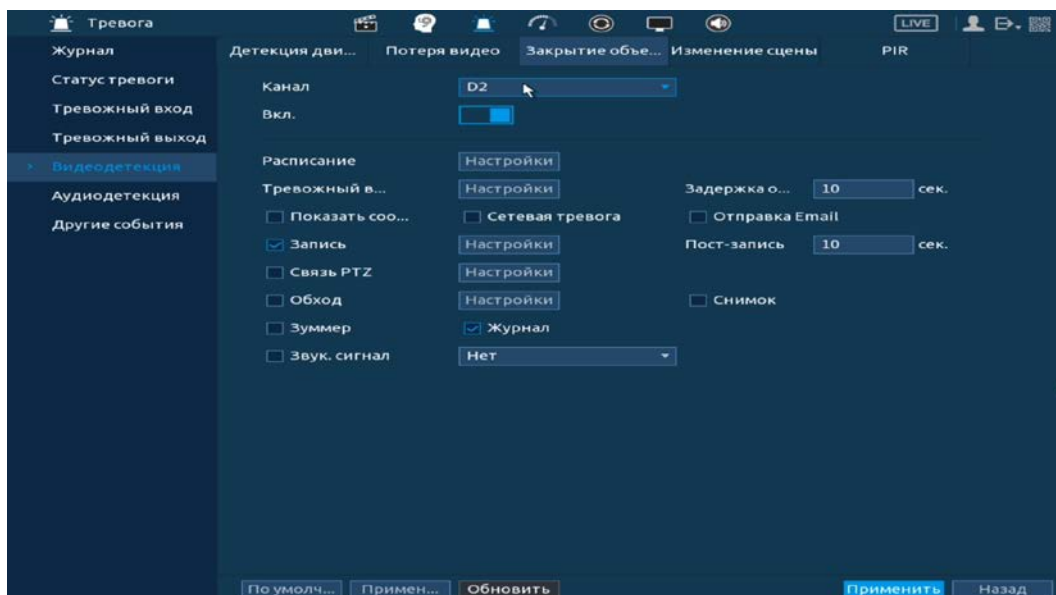 Тревога LIVE
Журнал
Статус тревоги
Тревожный вход
Тревожный выход
Видеодетекция
Аудиодетекция
Другие события
Детекция дви... Потеря видео Закрытие объе... Изменение сцены PIR
Канал D2
Вкл.
Расписание Настройки
Тревожный в... Настройки Задержка о... 10 сек.
Показать соо... Сетевая тревога Отправка Email
Запись Настройки Пост-запись 10 сек.
Связь PTZ Настройки
Обход Настройки Снимок
Зуммер Журнал
Звук. сигнал Нет
По умолч... Примен... Обновить Применить Назад